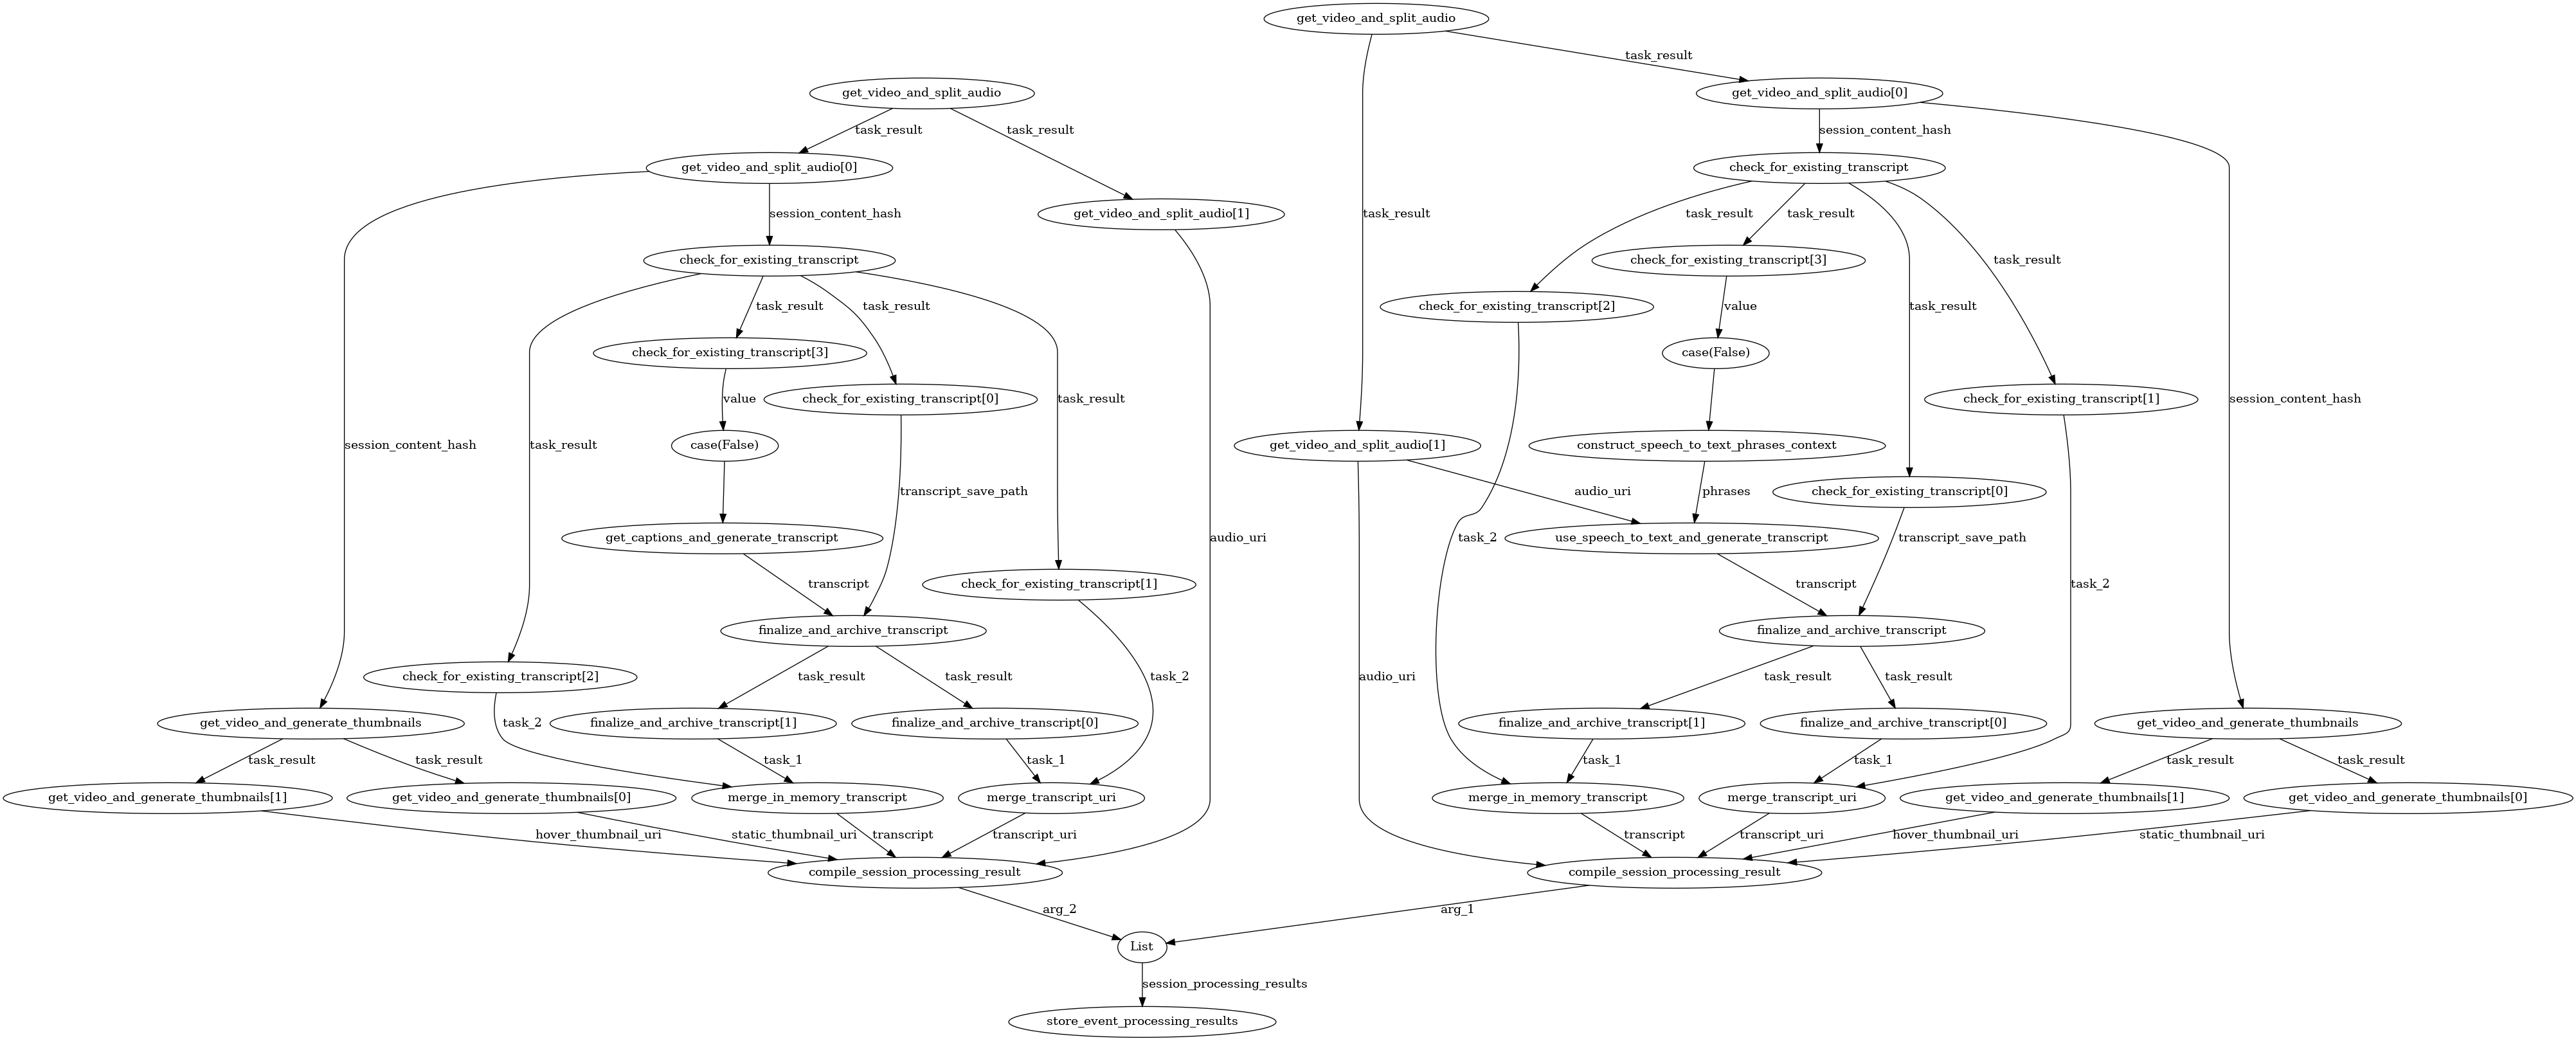 get_video_and_split_audio
task_result
get_video_and_split_audio
get_video_and_split_audio[0]
task_result
task_result
session_content_hash
get_video_and_split_audio[0]
check_for_existing_transcript
session_content_hash
get_video_and_split_audio[1]
task_result
task_result
task_result
check_for_existing_transcript
check_for_existing_transcript[3]
task_result
task_result
task_result
check_for_existing_transcript[2]
value
task_result
check_for_existing_transcript[3]
case(False)
value
check_for_existing_transcript[0]
task_result
check_for_existing_transcript[1]
session_content_hash
session_content_hash
task_result
case(False)
get_video_and_split_audio[1]
construct_speech_to_text_phrases_context
transcript_save_path
audio_uri
phrases
check_for_existing_transcript[0]
get_captions_and_generate_transcript
audio_uri
task_2
use_speech_to_text_and_generate_transcript
transcript_save_path
transcript
check_for_existing_transcript[1]
transcript
task_2
finalize_and_archive_transcript
finalize_and_archive_transcript
check_for_existing_transcript[2]
task_result
task_result
task_2
audio_uri
task_result
task_result
get_video_and_generate_thumbnails
task_2
finalize_and_archive_transcript[1]
finalize_and_archive_transcript[0]
finalize_and_archive_transcript[1]
finalize_and_archive_transcript[0]
get_video_and_generate_thumbnails
task_result
task_result
task_1
task_1
task_1
task_1
task_result
task_result
get_video_and_generate_thumbnails[1]
get_video_and_generate_thumbnails[0]
merge_in_memory_transcript
merge_transcript_uri
merge_in_memory_transcript
merge_transcript_uri
get_video_and_generate_thumbnails[1]
get_video_and_generate_thumbnails[0]
hover_thumbnail_uri
static_thumbnail_uri
transcript
transcript_uri
transcript
transcript_uri
hover_thumbnail_uri
static_thumbnail_uri
compile_session_processing_result
compile_session_processing_result
arg_2
arg_1
List
session_processing_results
store_event_processing_results